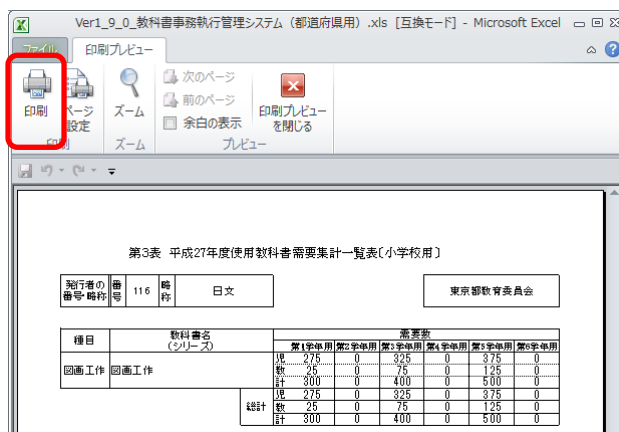 Ver1_9_0_教科書事務執行管理システム（都道府県用）.xls [互換モード] - Microsoft Excel
ファイル 印刷プレビュー
印刷 ページ設定 ズーム 次のページ 前のページ 余白の表示 印刷プレビューを閉じる
印刷 ズーム プレビュー
第3表 平成27年度使用教科書需要集計一覧表〔小学校用〕
発行者の番号・略称 番号 116 略称 日文 東京都教育委員会
種目 教科書名（シリーズ） 需要数
第1学年用 第2学年用 第3学年用 第4学年用 第5学年用 第6学年用
図画工作 図画工作 児 275 0 325 0 375 0
教 25 0 75 0 125 0
計 300 0 400 0 500 0
総計 児 275 0 325 0 375 0
教 25 0 75 0 125 0
計 300 0 400 0 500 0